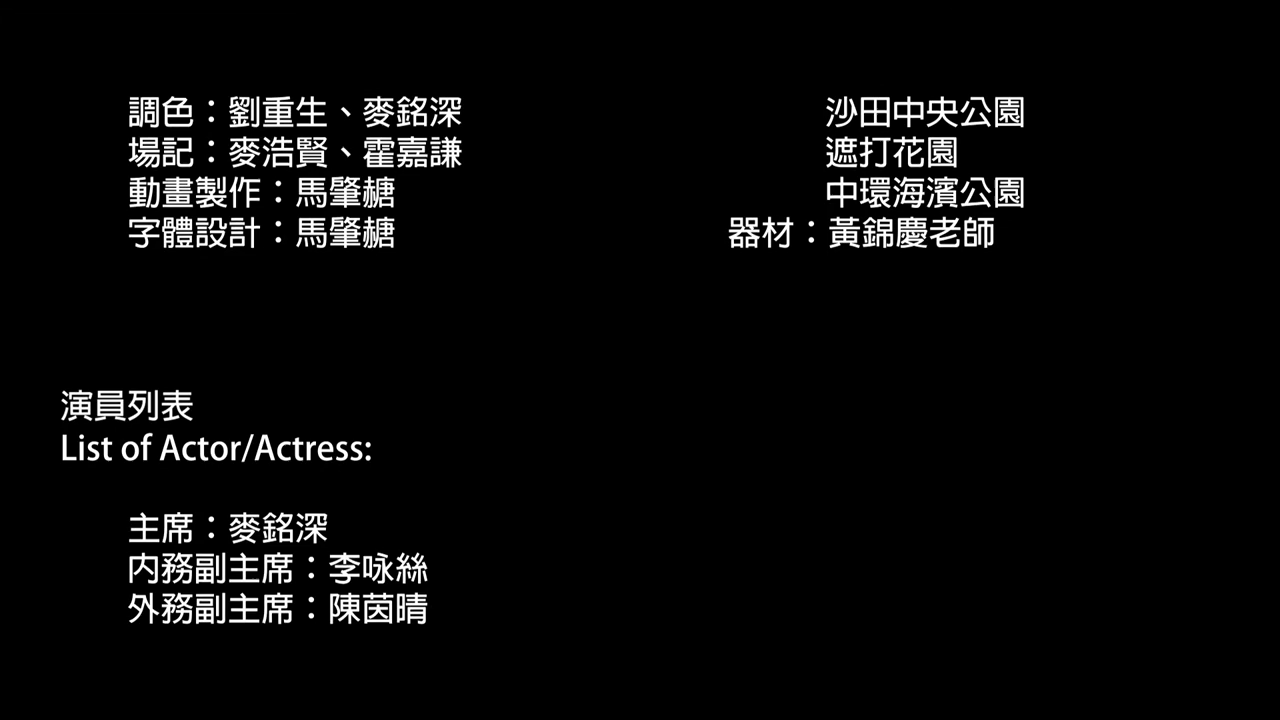 調色：劉重生、麥銘深
場記：麥浩賢、霍嘉謙
動畫製作：馬肇赯
字體設計：馬肇赯
沙田中央公園
遮打花園
中環海濱公園
器材：黃錦慶老師
演員列表
List of Actor/Actress:
主席：麥銘深
内務副主席：李咏絲
外務副主席：陳茵晴